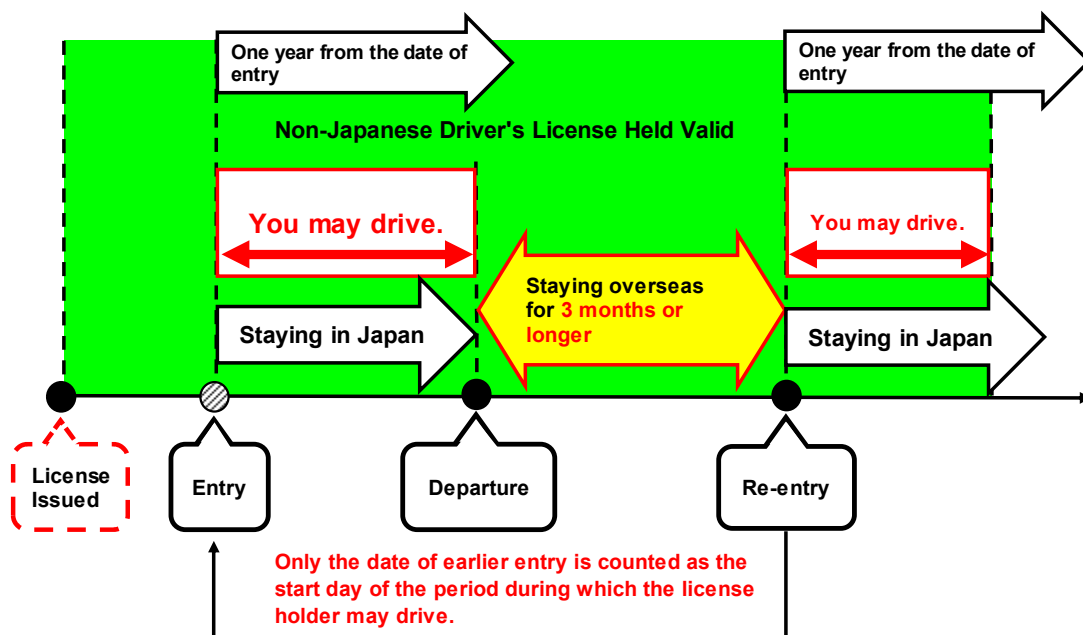 One year from the date of
entry
One year from the date of
entry
Non-Japanese Driver's License Held Valid
You may drive.
You may drive.
Staying overseas
for 3 months or
longer
Staying in Japan
Staying in Japan
License
Issued
Entry
Departure
Re-entry
Only the date of earlier entry is counted as the
start day of the period during which the license
holder may drive.